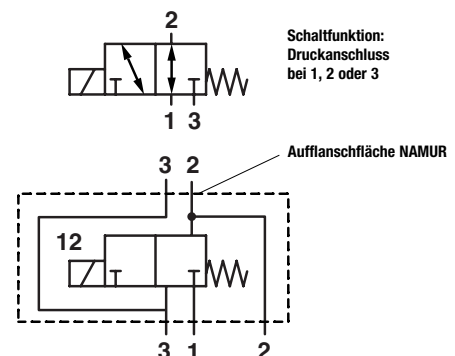 2
Schaltfunktion:
Druckanschluss
bei 1, 2 oder 3
1 3
Aufflanschfläche NAMUR
3 2
12
3 1 2